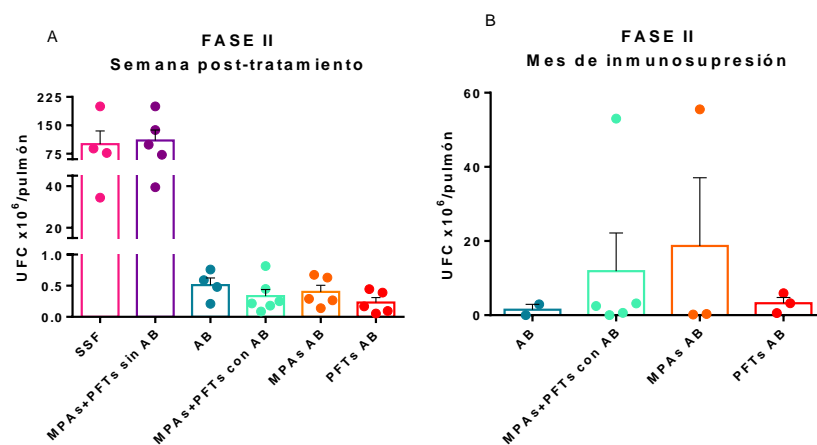 A
FASE II
Semana post-tratamiento
UFC x10⁶/pulmón
225
150
75
40
20
1.0
0.5
0.0
SSF
MPAs+PFTs sin AB
AB
MPAs+PFTs con AB
MPAs AB
PFTs AB
B
FASE II
Mes de inmunosupresión
UFC x10⁶/pulmón
60
40
20
0
AB
MPAs+PFTs con AB
MPAs AB
PFTs AB